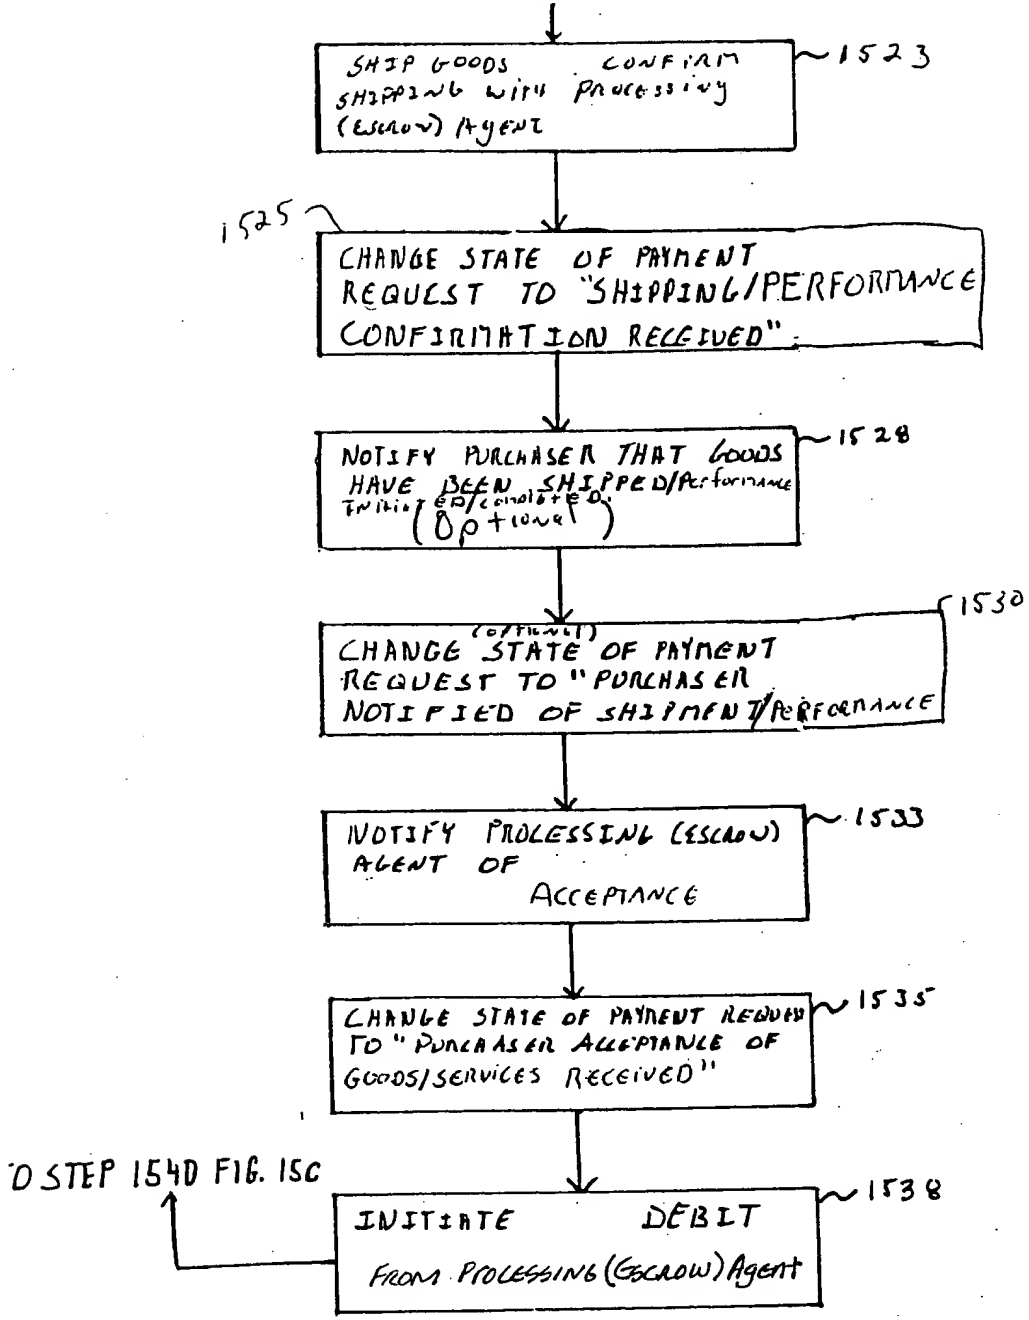 SHIP GOODS CONFIRM
SHIPPING WITH PROCESSING
(ESCROW) AGENT
1523
1525
CHANGE STATE OF PAYMENT
REQUEST TO "SHIPPING/PERFORMANCE
CONFIRMATION RECEIVED"
1528
NOTIFY PURCHASER THAT GOODS
HAVE BEEN SHIPPED/Performance
Initiated/completed.
(Optional)
1530
(optional)
CHANGE STATE OF PAYMENT
REQUEST TO "PURCHASER
NOTIFIED OF SHIPMENT/PERFORMANCE
1533
NOTIFY PROCESSING (ESCROW)
AGENT OF
ACCEPTANCE
1535
CHANGE STATE OF PAYMENT REQUEST
TO "PURCHASER ACCEPTANCE OF
GOODS/SERVICES RECEIVED"
O STEP 1540 FIG. 15C
1538
INITIATE DEBIT
FROM PROCESSING (ESCROW) Agent